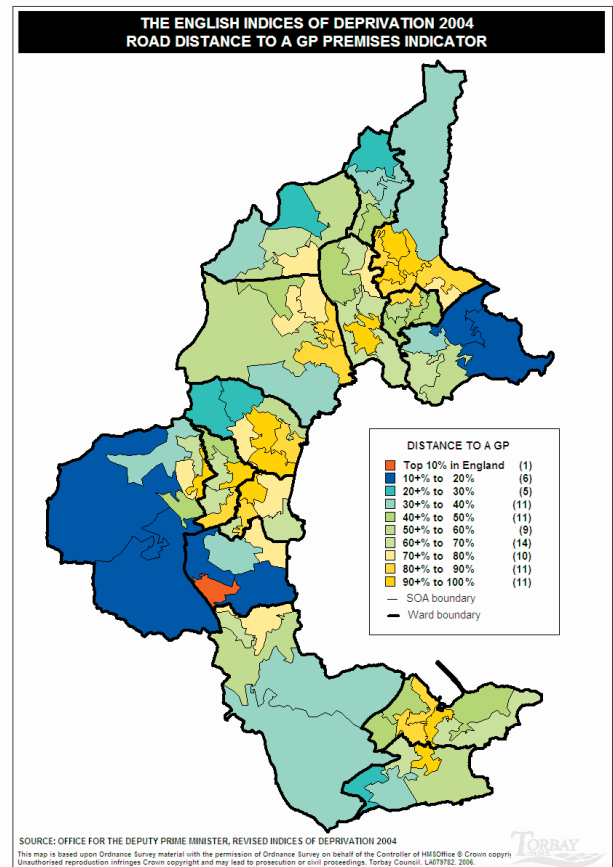 THE ENGLISH INDICES OF DEPRIVATION 2004
ROAD DISTANCE TO A GP PREMISES INDICATOR
DISTANCE TO A GP
Top 10% in England (1)
10+% to 20% (6)
20+% to 30% (5)
30+% to 40% (11)
40+% to 50% (11)
50+% to 60% (9)
60+% to 70% (14)
70+% to 80% (10)
80+% to 90% (11)
90+% to 100% (11)
SOA boundary
Ward boundary
SOURCE: OFFICE FOR THE DEPUTY PRIME MINISTER, REVISED INDICES OF DEPRIVATION 2004
This map is based upon Ordnance Survey material with the permission of Ordnance Survey on behalf of the Controller of HMSOffice © Crown copyri
Unauthorised reproduction infringes Crown copyright and may lead to prosecution or civil proceedings. Torbay Council. LA079782. 2006.
TORBAY